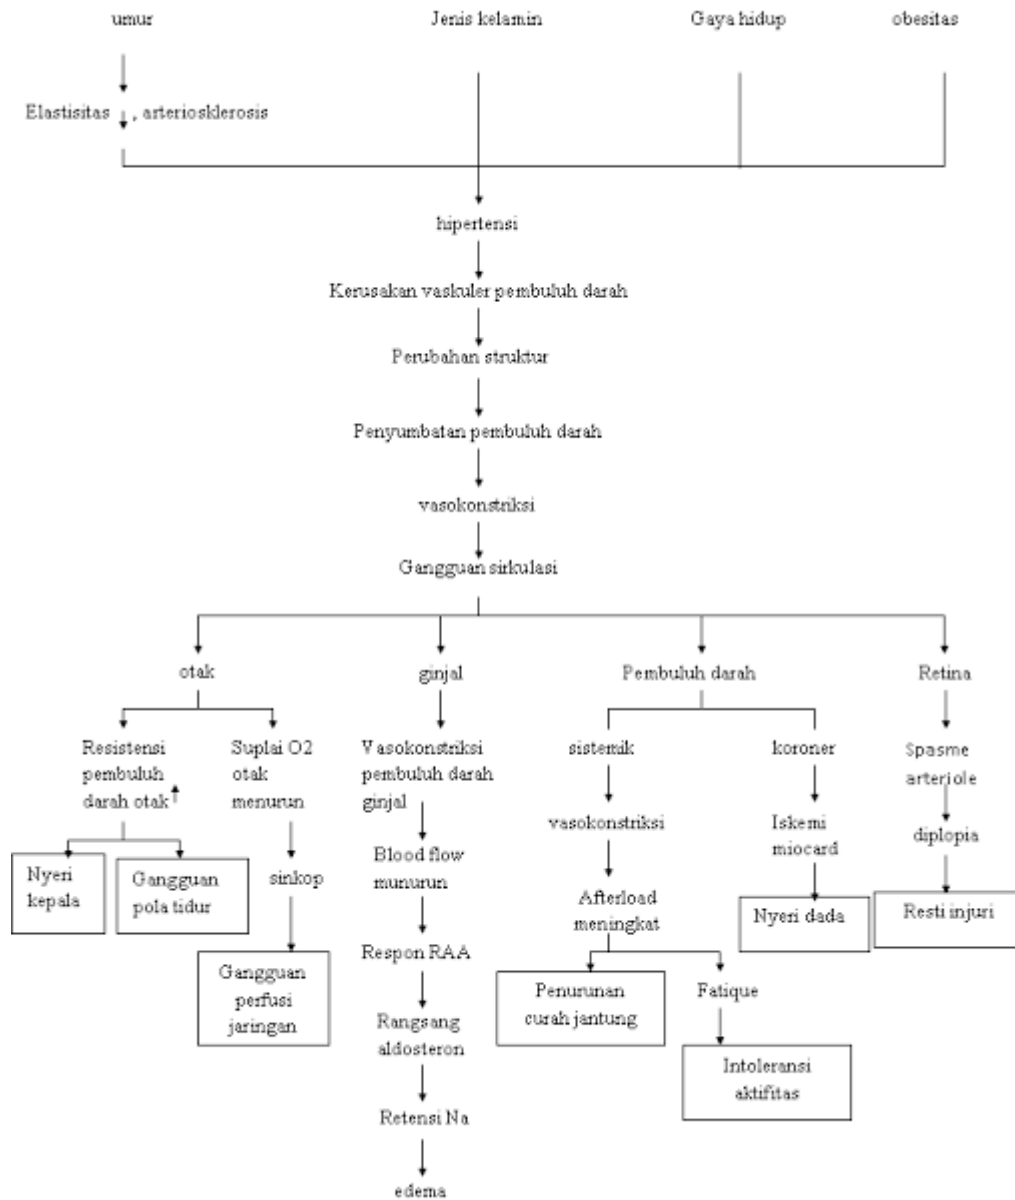 umur
Jenis kelamin
Gaya hidup
obesitas
Elastisitas , arteriosklerosis
hipertensi
Kerusakan vaskuler pembuluh darah
Perubahan struktur
Penyumbatan pembuluh darah
vasokonstriksi
Gangguan sirkulasi
otak
ginjal
Pembuluh darah
Retina
Resistensi
pembuluh
darah otak
Suplai O2
otak
menurun
Vasokonstriksi
pembuluh darah
ginjal
sistemik
koroner
Spasme
arteriole
vasokonstriksi
Iskemi
miocard
diplopia
Nyeri
kepala
Gangguan
pola tidur
sinkop
Blood flow
munurun
Afterload
meningkat
Nyeri dada
Resti injuri
Gangguan
perfusi
jaringan
Respon RAA
Penurunan
curah jantung
Fatique
Rangsang
aldosteron
Intoleransi
aktifitas
Retensi Na
edema